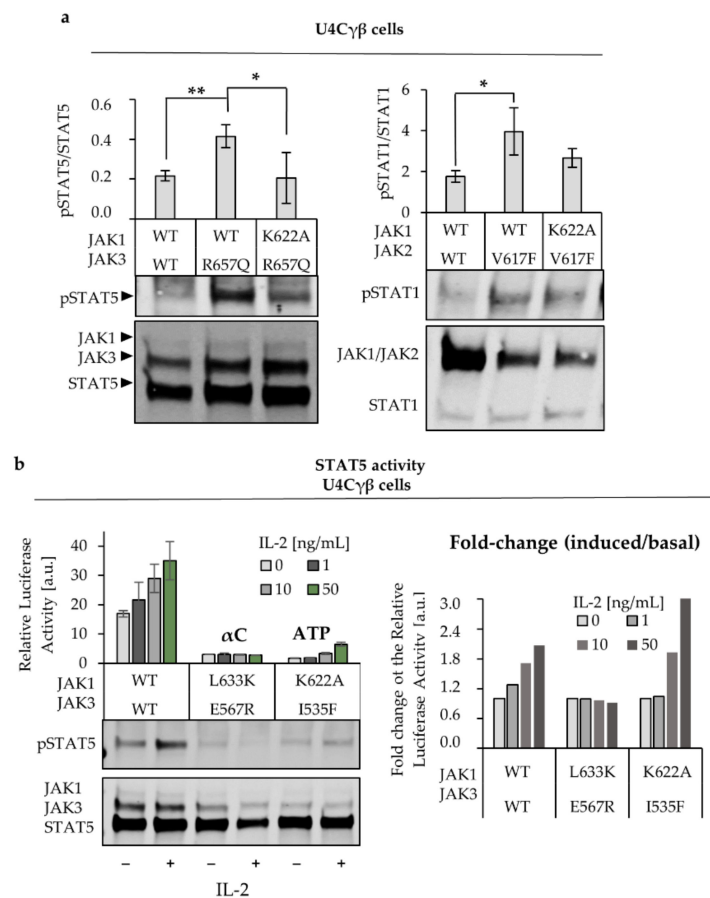 a
U4Cγβ cells
pSTAT5/STAT5
0.6
0.4
0.2
0.0
**
*
JAK1 WT WT K622A
JAK3 WT R657Q R657Q
pSTAT5
JAK1
JAK3
STAT5
pSTAT1/STAT1
6
4
2
0
*
JAK1 WT WT K622A
JAK2 WT V617F V617F
pSTAT1
JAK1/JAK2
STAT1
b
STAT5 activity
U4Cγβ cells
Relative Luciferase
Activity [a.u.]
40
30
20
10
0
IL-2 [ng/mL]
0 1
10 50
αC ATP
JAK1 WT L633K K622A
JAK3 WT E567R I535F
pSTAT5
JAK1
JAK3
STAT5
– + – + – +
IL-2
Fold-change (induced/basal)
Fold change ot the Relative
Luciferase Activity [a.u.]
3.0
2.4
1.8
1.2
0.6
0.0
IL-2 [ng/mL]
0 1
10 50
JAK1 WT L633K K622A
JAK3 WT E567R I535F